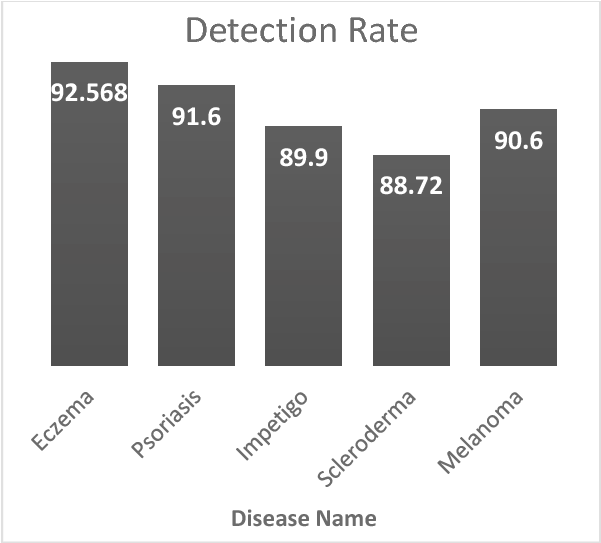 Detection Rate
92.568
91.6
89.9
88.72
90.6
Eczema
Psoriasis
Impetigo
Scleroderma
Melanoma
Disease Name